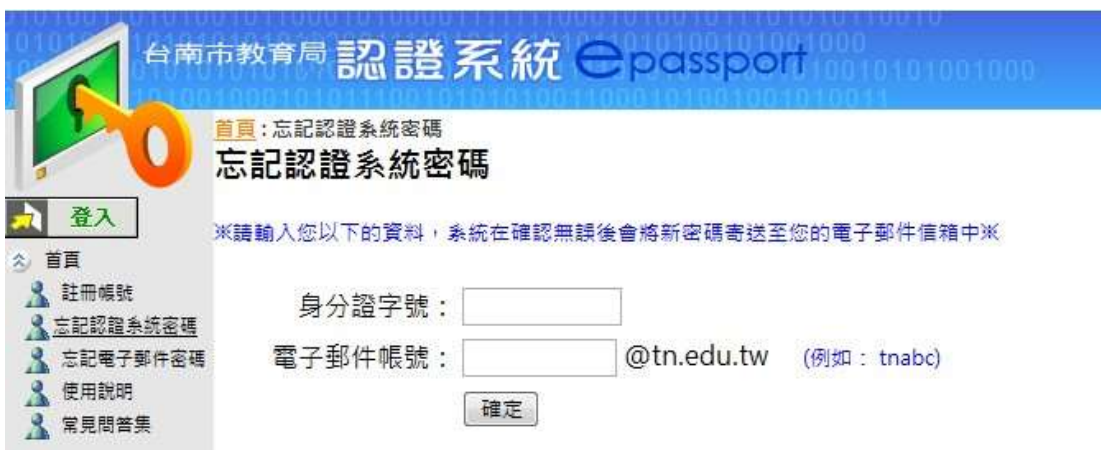 台南市教育局 認證系統 epassport
首頁:忘記認證系統密碼
忘記認證系統密碼
登入
※請輸入您以下的資料,系統在確認無誤後會將新密碼寄送至您的電子郵件信箱中※
首頁
註冊帳號
忘記認證系統密碼
忘記電子郵件密碼
使用說明
常見問答集
身分證字號:
電子郵件帳號: @tn.edu.tw (例如: tnabc)
確定